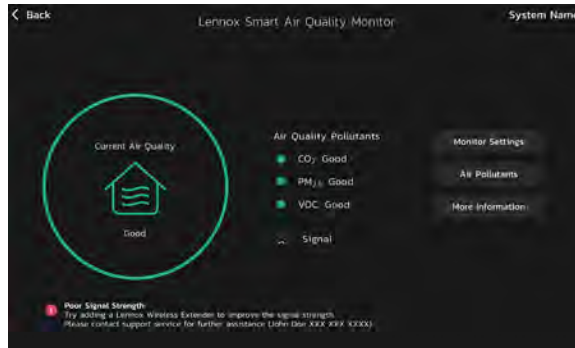 Back
Lennox Smart Air Quality Monitor
System Name
Current Air Quality
Good
Air Quality Pollutants
CO₂ Good
PM₂.₅ Good
VOC Good
Signal
Monitor Settings
Air Pollutants
More Information
Poor Signal Strength
Try adding a Lennox Wireless Extender to improve the signal strength.
Please contact support service for further assistance (John Doe XXX XXX XXXX)